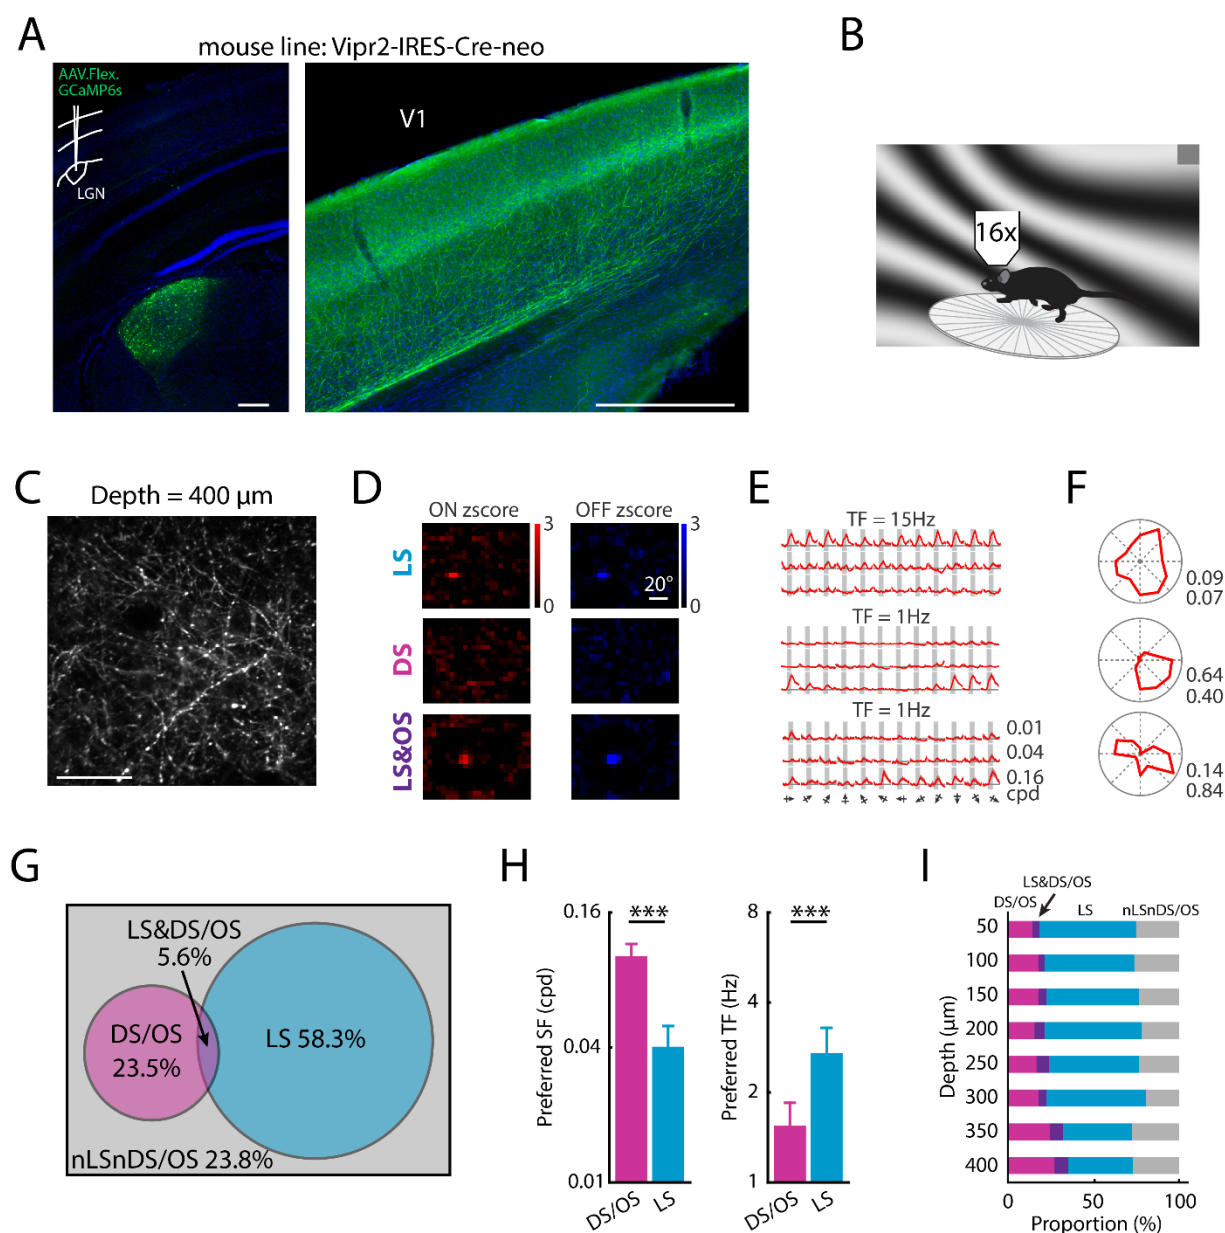 A
mouse line: Vipr2-IRES-Cre-neo
AAV.Flex.
GCaMP6s
LGN
V1
B
16x
C
Depth = 400 µm
D
ON zscore
OFF zscore
3
0
3
0
20°
LS
DS
LS&OS
E
TF = 15Hz
TF = 1Hz
TF = 1Hz
0.01
0.04
0.16
cpd
F
0.09
0.07
0.64
0.40
0.14
0.84
G
LS&DS/OS
5.6%
DS/OS
23.5%
LS 58.3%
nLSnDS/OS 23.8%
H
Preferred SF (cpd)
0.16
0.04
0.01
***
DS/OS
LS
Preferred TF (Hz)
8
4
2
1
***
DS/OS
LS
I
LS&DS/OS
DS/OS
LS
nLSnDS/OS
Depth (µm)
50
100
150
200
250
300
350
400
0
50
100
Proportion (%)